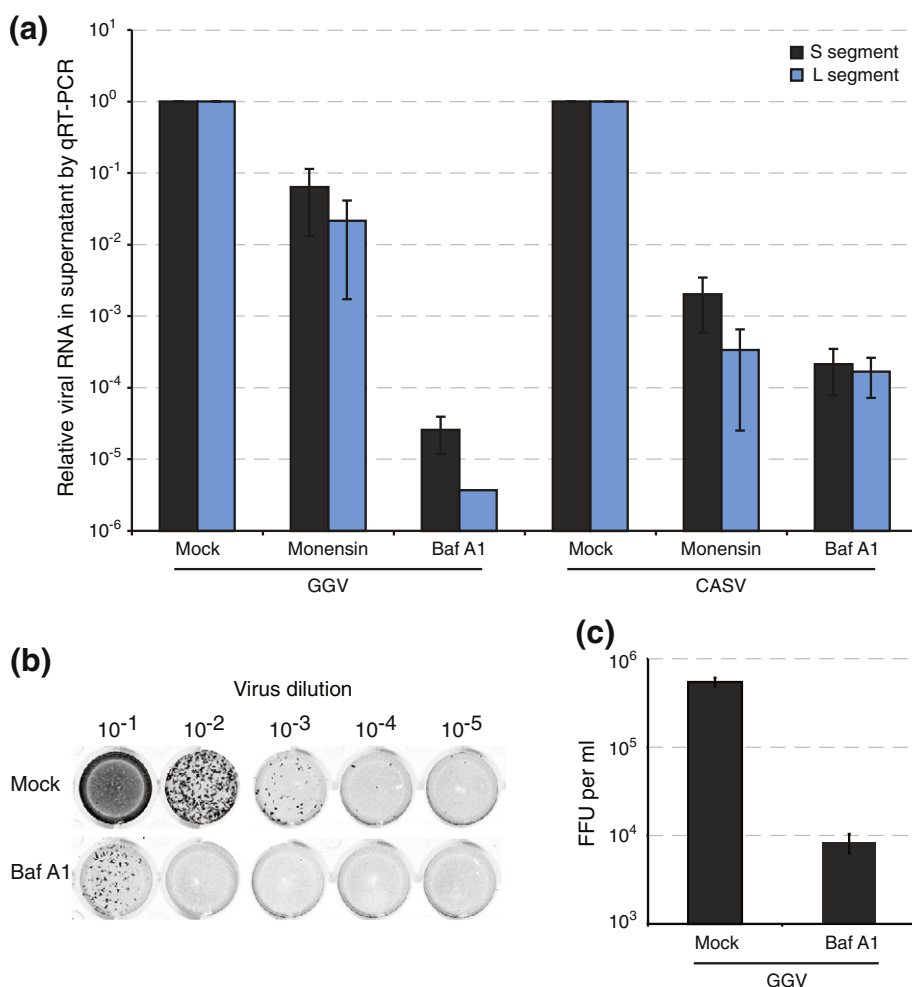 (a)
Relative viral RNA in supernatant by qRT-PCR
10^1
10^0
10^-1
10^-2
10^-3
10^-4
10^-5
10^-6
S segment
L segment
Mock Monensin Baf A1 Mock Monensin Baf A1
GGV CASV
(b)
Virus dilution
10^-1 10^-2 10^-3 10^-4 10^-5
Mock
Baf A1
(c)
FFU per ml
10^6
10^5
10^4
10^3
Mock Baf A1
GGV